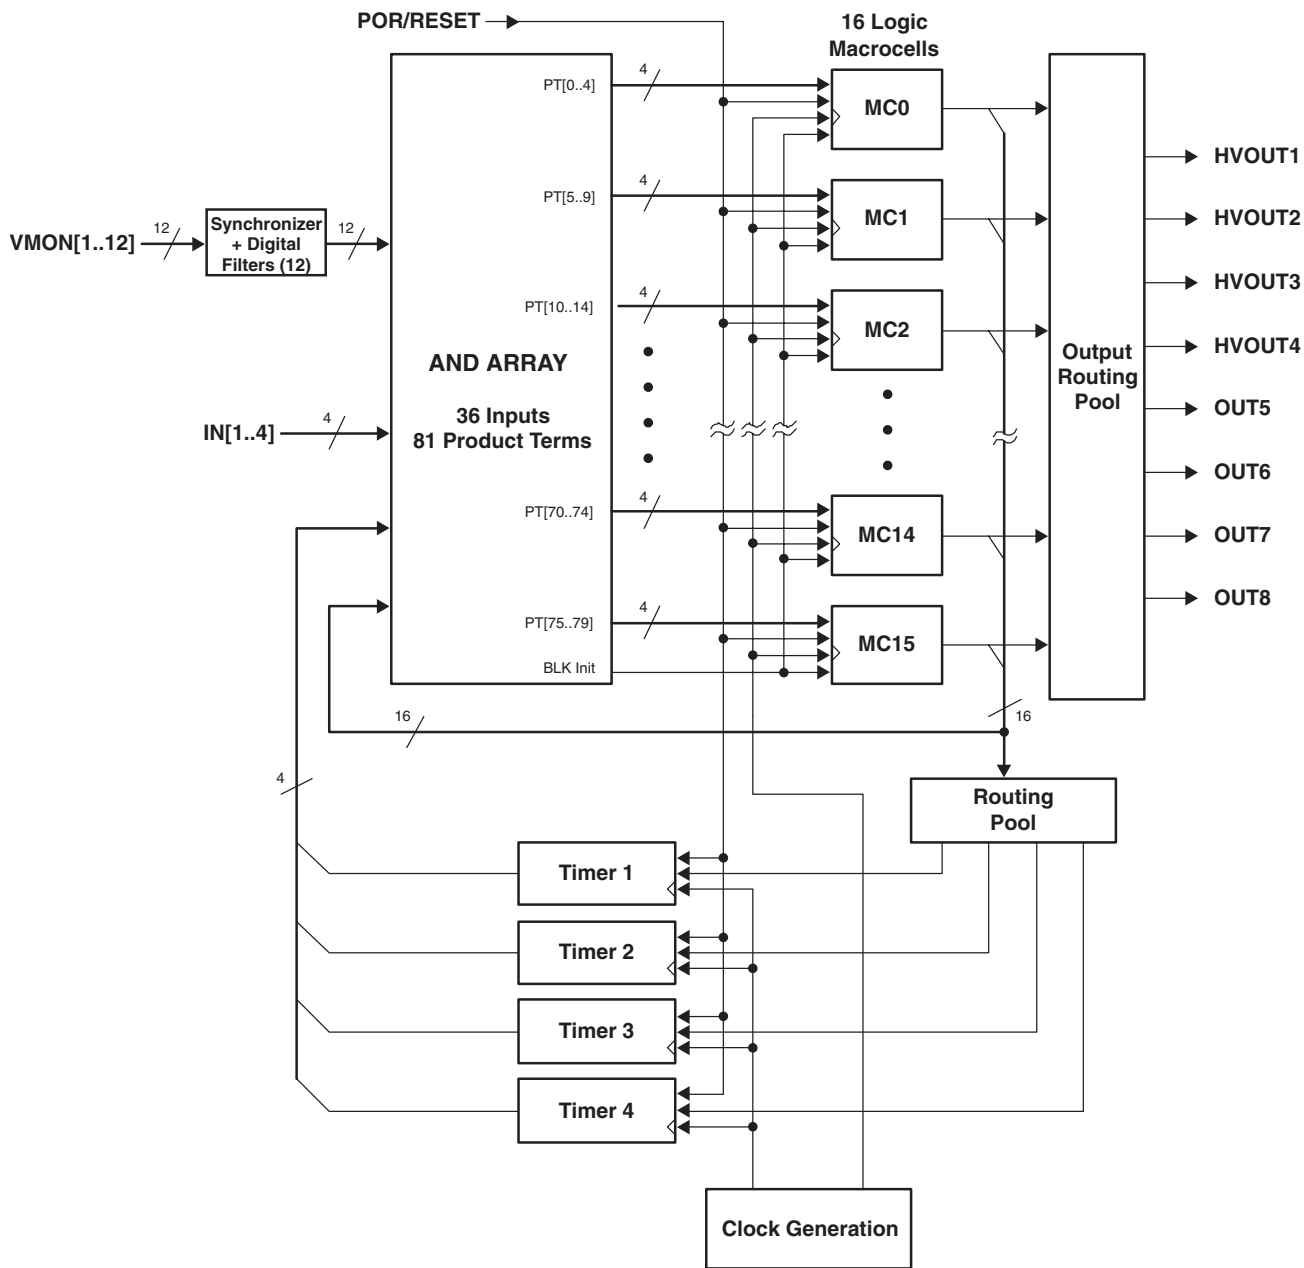 POR/RESET
16 Logic
Macrocells
PT[0..4]
4
MC0
HVOUT1
PT[5..9]
4
MC1
HVOUT2
VMON[1..12]
12
Synchronizer
+ Digital
Filters (12)
12
HVOUT3
PT[10..14]
4
MC2
HVOUT4
AND ARRAY
36 Inputs
81 Product Terms
Output
Routing
Pool
OUT5
IN[1..4]
4
OUT6
PT[70..74]
4
MC14
OUT7
OUT8
PT[75..79]
4
MC15
BLK Init
16
16
4
Routing
Pool
Timer 1
Timer 2
Timer 3
Timer 4
Clock Generation